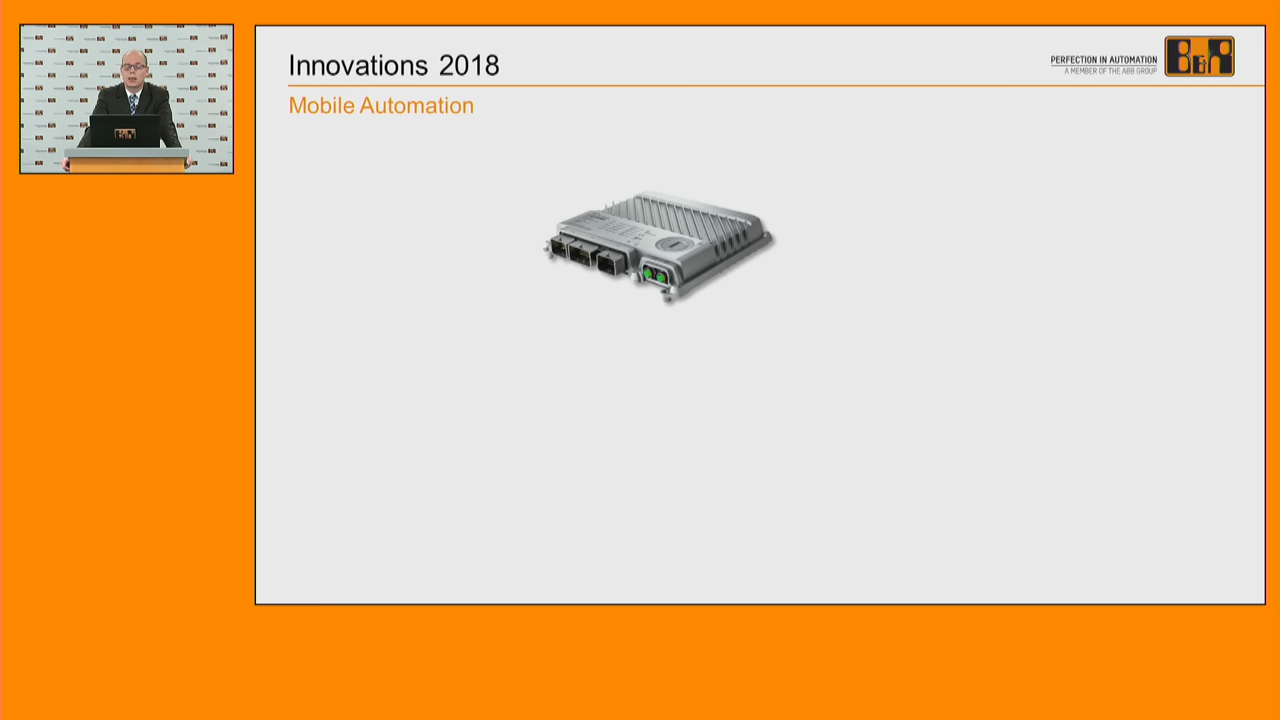 Innovations 2018
PERFECTION IN AUTOMATION
A MEMBER OF THE ABB GROUP
B&R
Mobile Automation
B&R